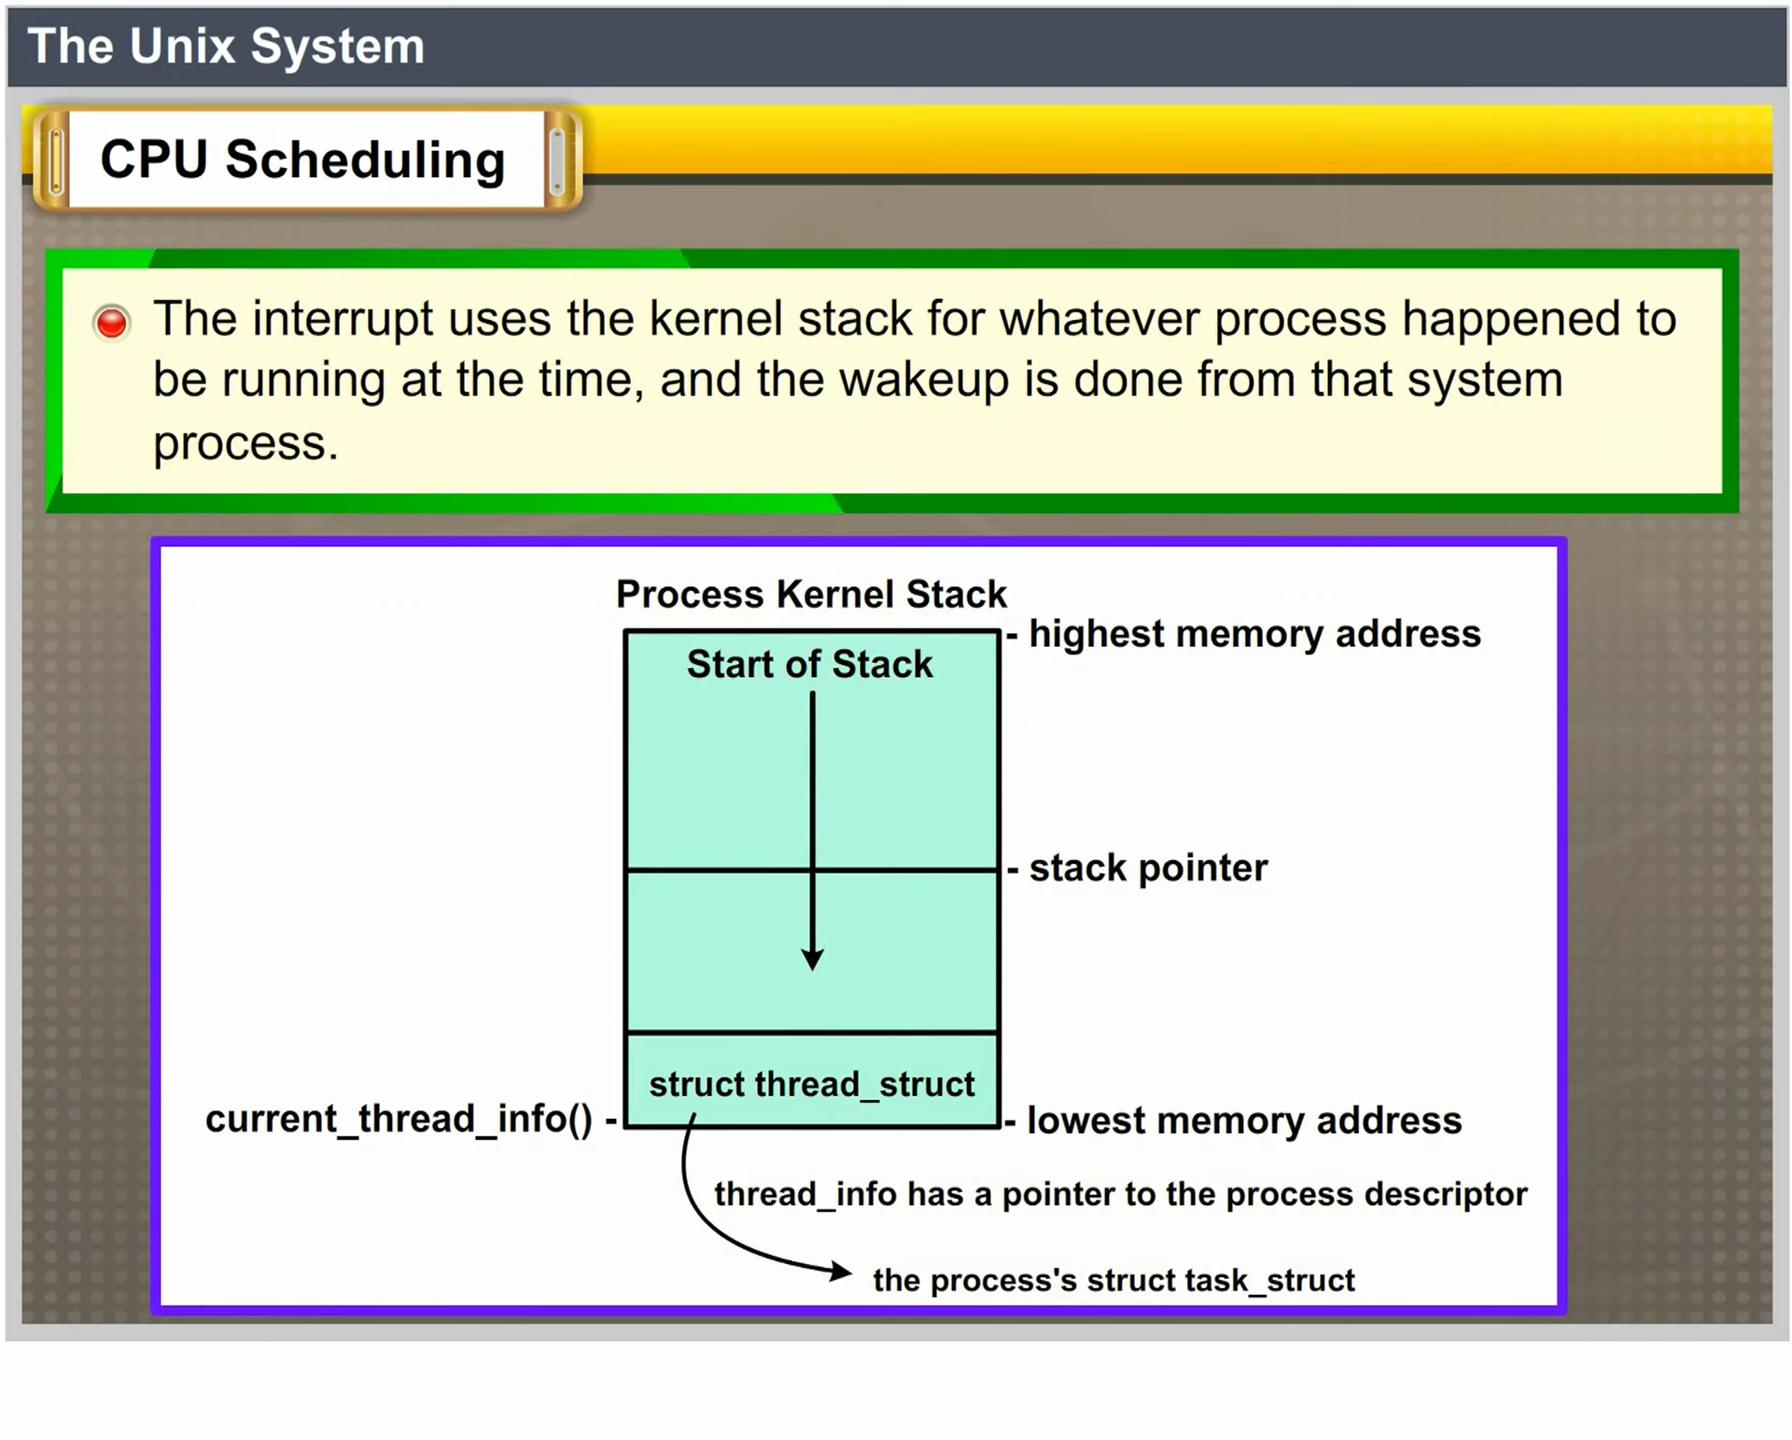 The Unix System
CPU Scheduling
The interrupt uses the kernel stack for whatever process happened to
be running at the time, and the wakeup is done from that system
process.
Process Kernel Stack
- highest memory address
Start of Stack
- stack pointer
struct thread_struct
current_thread_info() -
- lowest memory address
thread_info has a pointer to the process descriptor
the process's struct task_struct